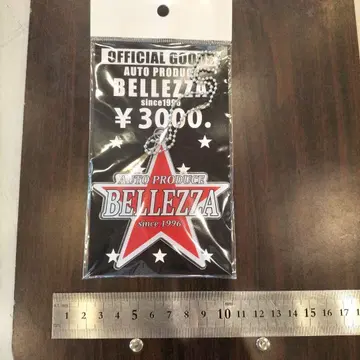 OFFICIAL GOODS
AUTO PRODUCE
BELLEZZA
since1996
¥3000.
AUTO PRODUCE
BELLEZZA
since 1996
1 2 3 4 5 6 7 8 9 10 11 12 13 14 15 16 17